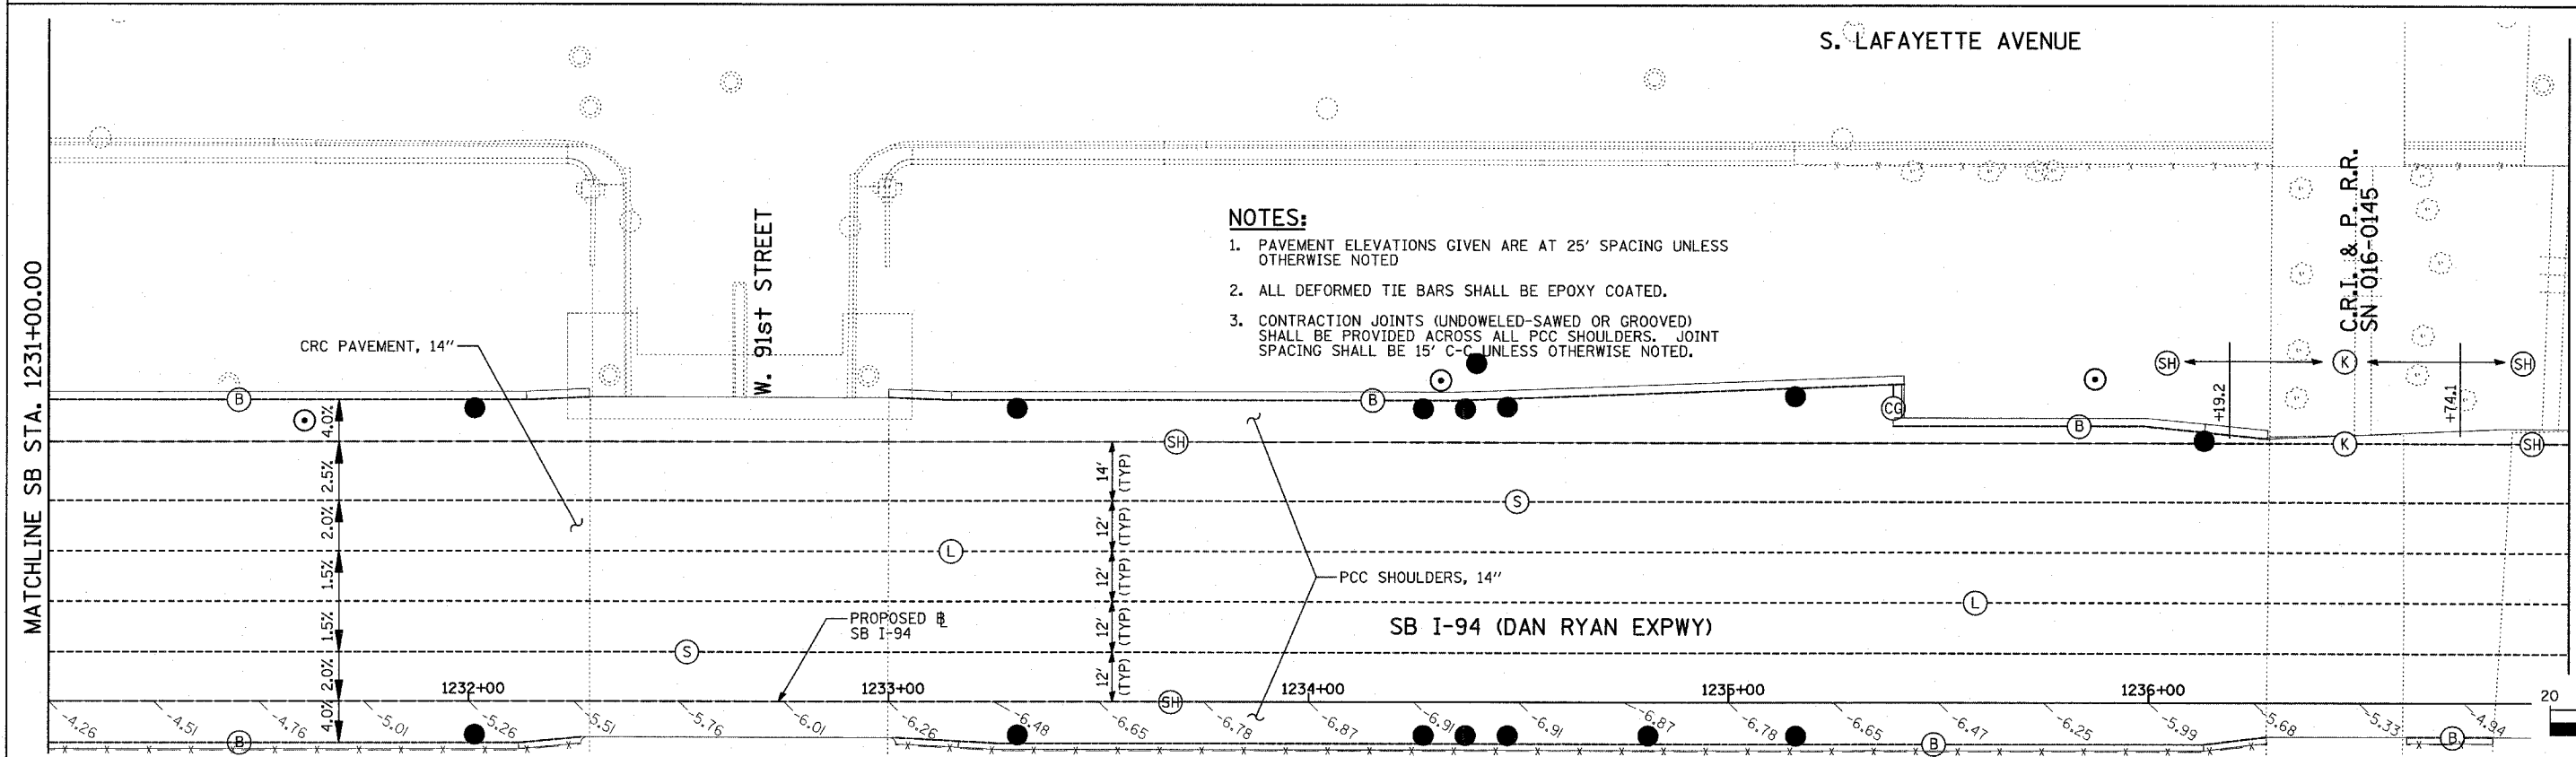 S. LAFAYETTE AVENUE
MATCHLINE SB STA. 1231+00.00
W. 91st STREET
C.R.I. & P. R.R.
SN 016-0145
NOTES:
1. PAVEMENT ELEVATIONS GIVEN ARE AT 25' SPACING UNLESS
OTHERWISE NOTED
2. ALL DEFORMED TIE BARS SHALL BE EPOXY COATED.
3. CONTRACTION JOINTS (UNDOWELED-SAWED OR GROOVED)
SHALL BE PROVIDED ACROSS ALL PCC SHOULDERS. JOINT
SPACING SHALL BE 15' C-C UNLESS OTHERWISE NOTED.
CRC PAVEMENT, 14"
SH K SH
+19.2
+74.1
B B CG B
4.0%
SH K SH
2.5%
14' (TYP)
S
2.0%
12' (TYP)
L
1.5%
12' (TYP)
PCC SHOULDERS, 14"
L
1.5%
12' (TYP)
PROPOSED ℄
SB I-94
SB I-94 (DAN RYAN EXPWY)
S
2.0%
12' (TYP)
1232+00 1233+00 1234+00 1235+00 1236+00
20
SH
4.0%
-4.26 -4.51 -4.76 -5.01 -5.26 -5.51 -5.76 -6.01 -6.26 -6.48 -6.65 -6.78 -6.87 -6.91 -6.91 -6.87 -6.78 -6.65 -6.47 -6.25 -5.99 -5.68 -5.33 -4.94
B B B